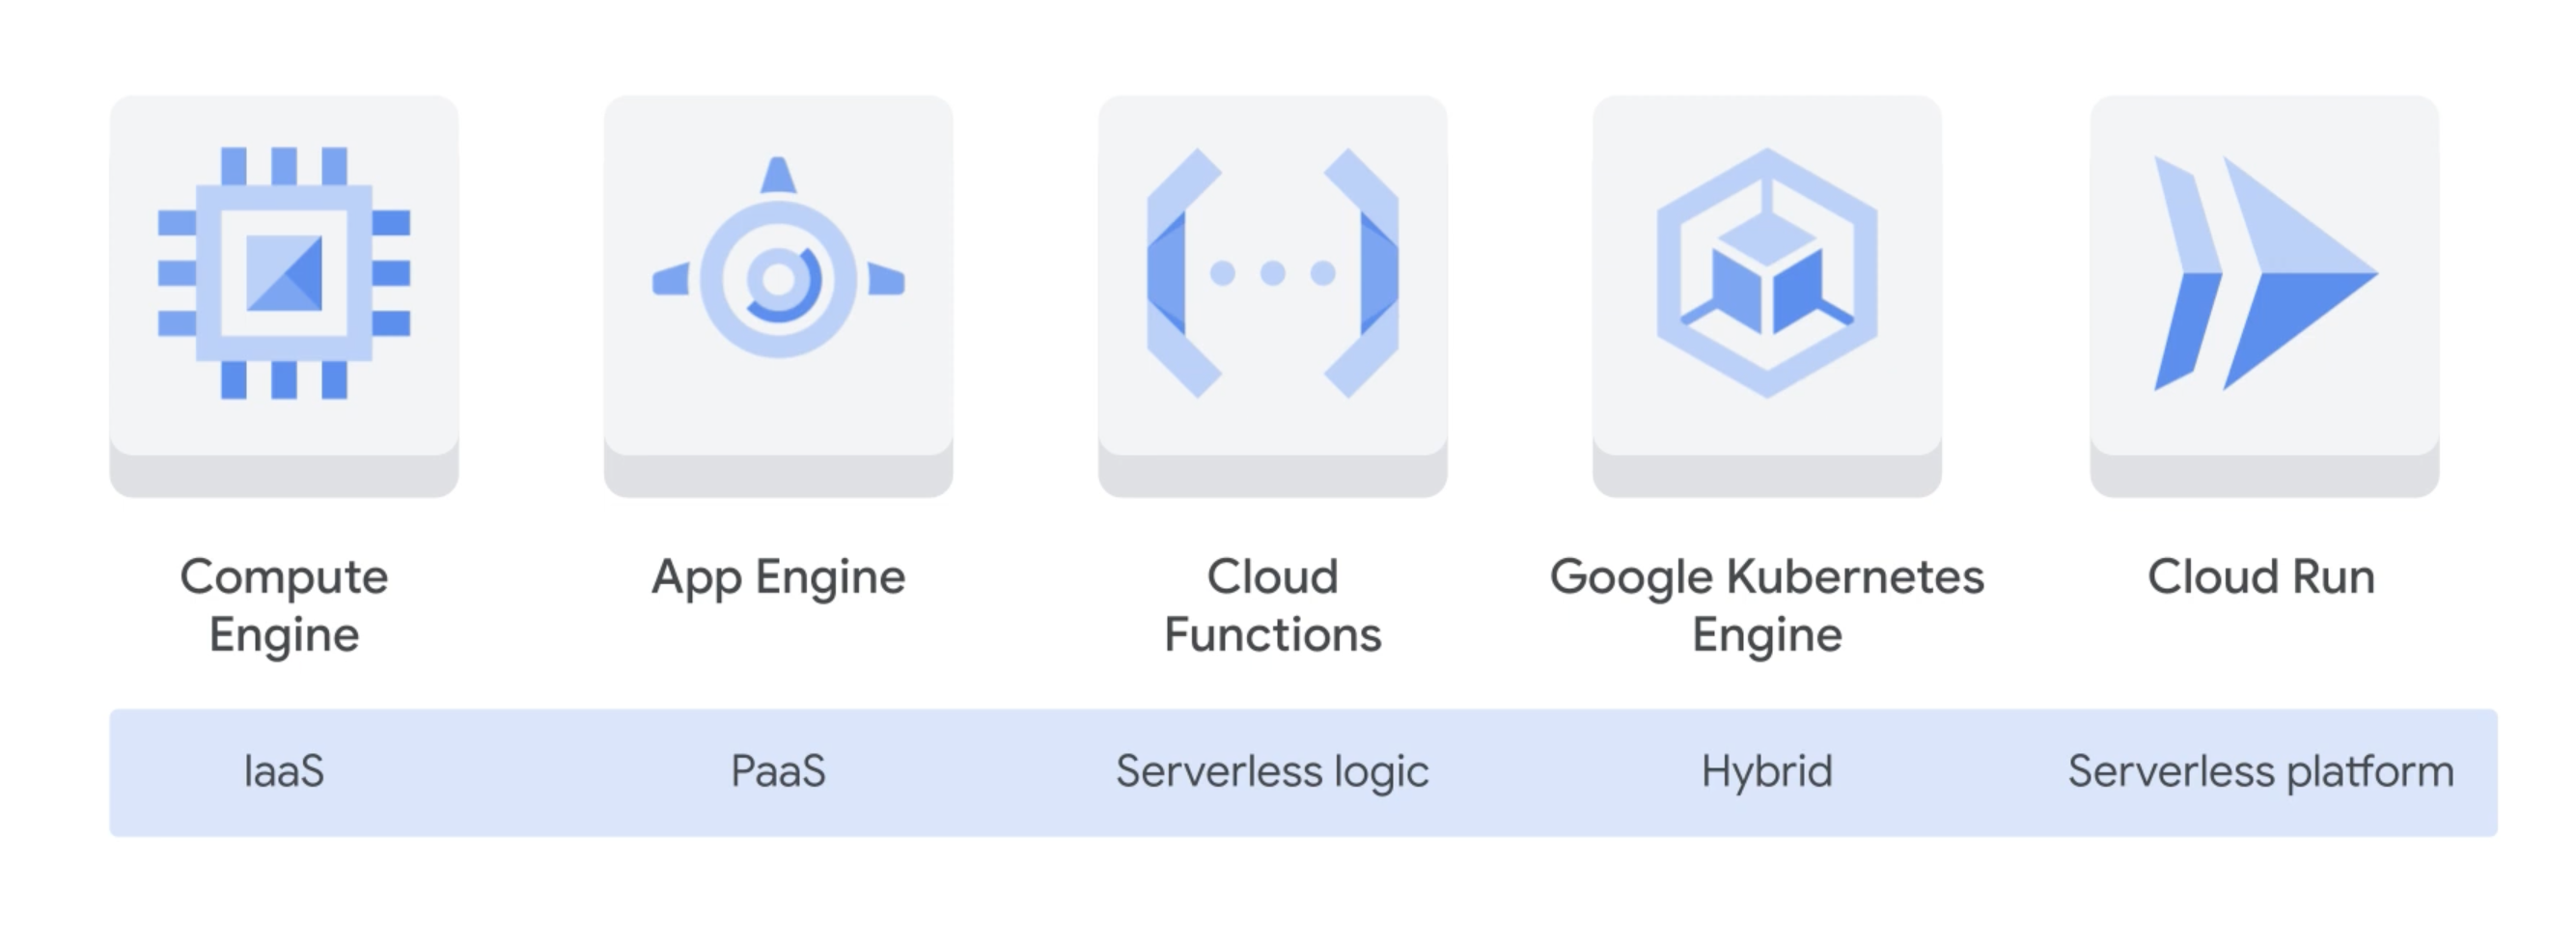 Compute
Engine
App Engine
Cloud
Functions
Google Kubernetes
Engine
Cloud Run
IaaS
PaaS
Serverless logic
Hybrid
Serverless platform